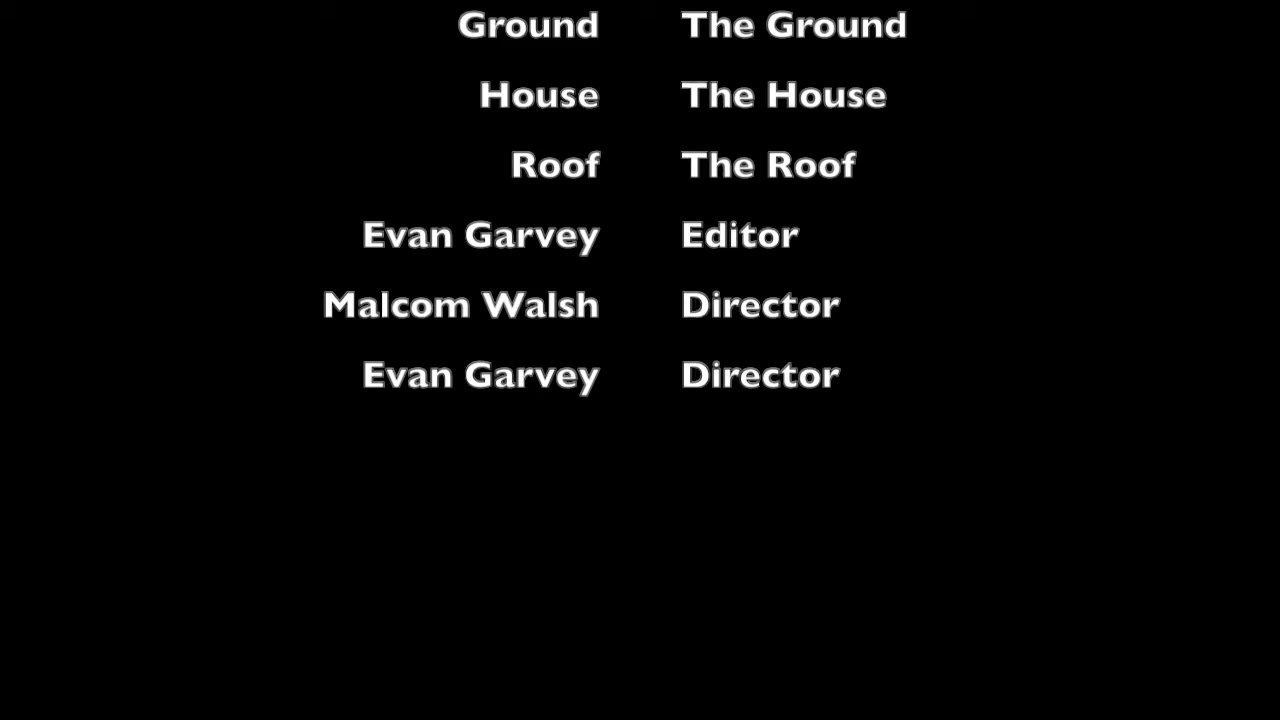 Ground The Ground
House The House
Roof The Roof
Evan Garvey Editor
Malcom Walsh Director
Evan Garvey Director